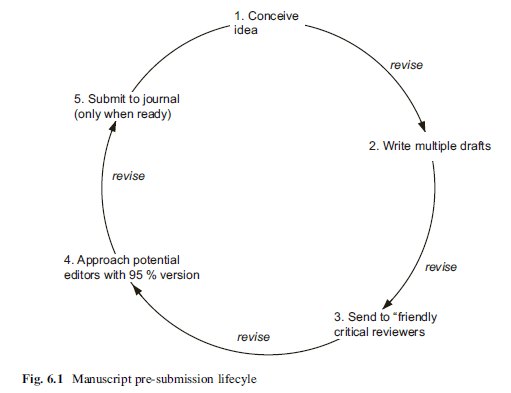 1. Conceive
idea
revise
5. Submit to journal
(only when ready)
2. Write multiple drafts
revise
4. Approach potential
editors with 95 % version
revise
3. Send to “friendly
critical reviewers
revise
Fig. 6.1 Manuscript pre-submission lifecyle